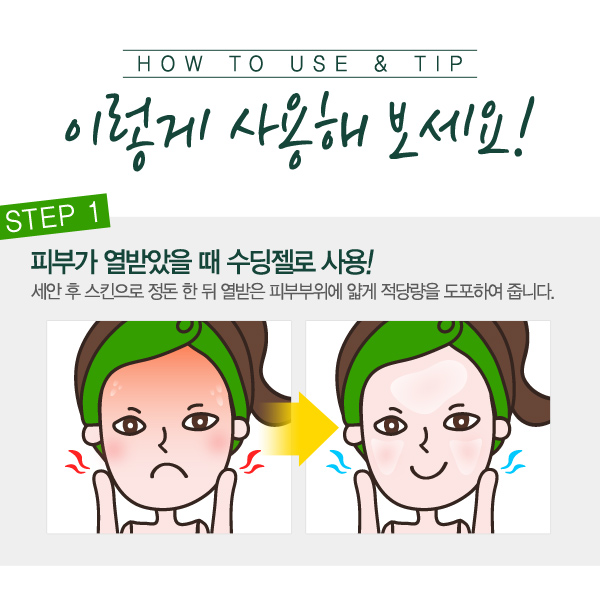 HOW TO USE & TIP
이렇게 사용해 보세요!
STEP 1
피부가 열받았을 때 수딩젤로 사용!
세안 후 스킨으로 정돈 한 뒤 열받은 피부부위에 얇게 적당량을 도포하여 줍니다.